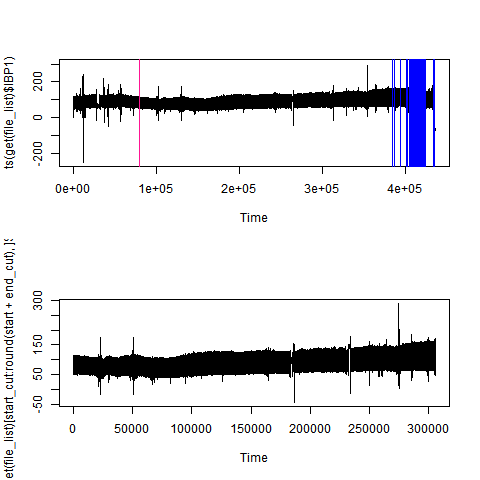 ts(get(file_list)$IBP1)
200
0
-200
0e+00 1e+05 2e+05 3e+05 4e+05
Time
et(file_list)[start_cut:round(start + end_cut), ]$
300
150
50
-50
0 50000 100000 150000 200000 250000 300000
Time